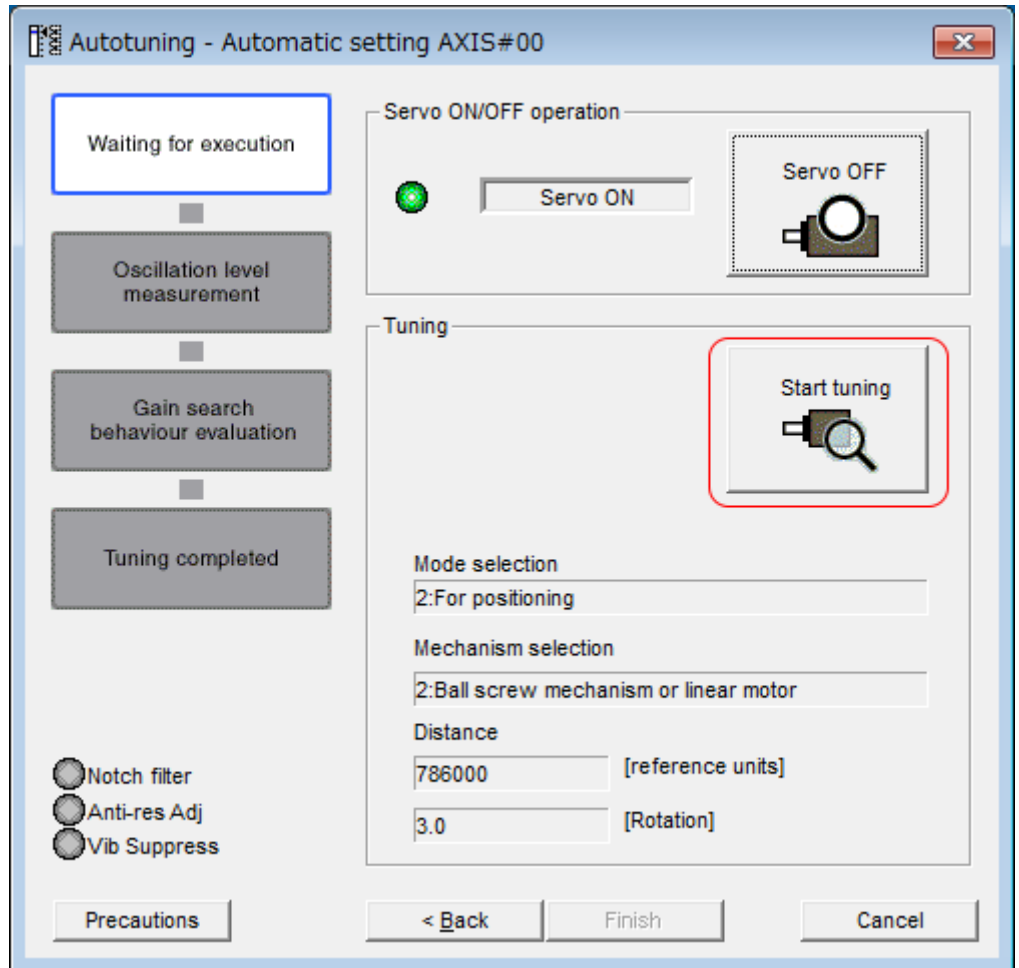 Autotuning - Automatic setting AXIS#00
Waiting for execution
Oscillation level
measurement
Gain search
behaviour evaluation
Tuning completed
Notch filter
Anti-res Adj
Vib Suppress
Servo ON/OFF operation
Servo ON
Servo OFF
Tuning
Start tuning
Mode selection
2:For positioning
Mechanism selection
2:Ball screw mechanism or linear motor
Distance
786000 [reference units]
3.0 [Rotation]
Precautions
< Back
Finish
Cancel